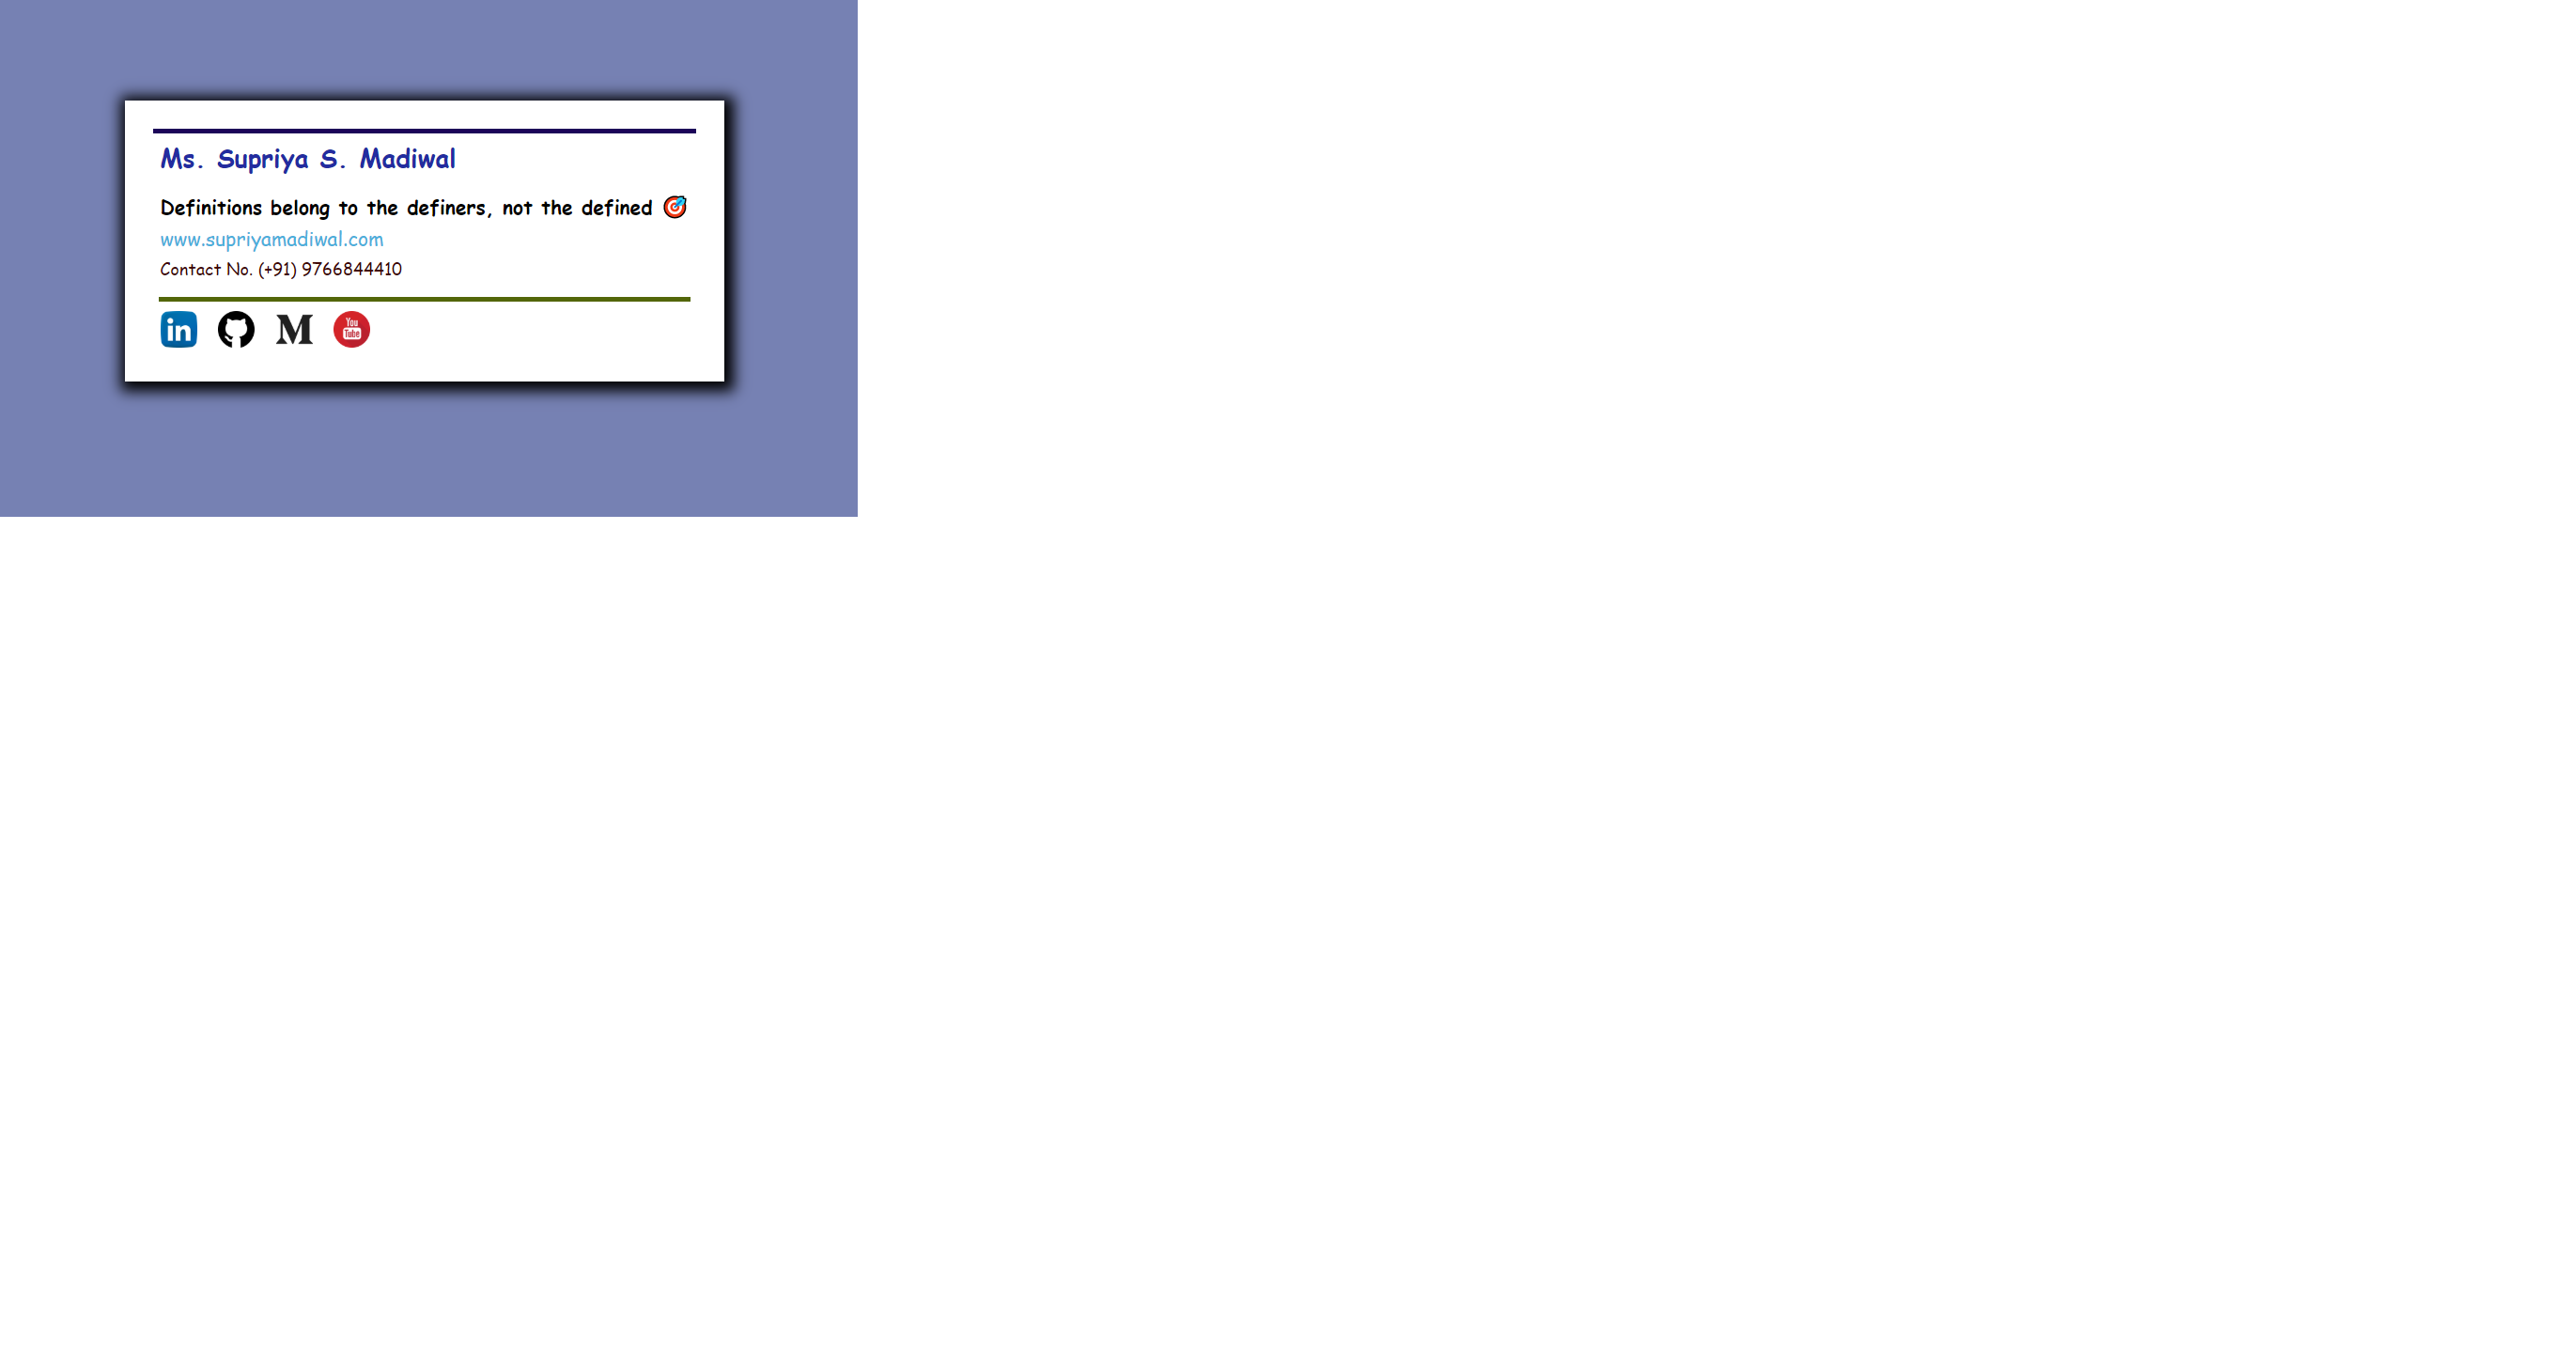 Ms. Supriya S. Madiwal
Definitions belong to the definers, not the defined 🎯
www.supriyamadiwal.com
Contact No. (+91) 9766844410
in M You Tube